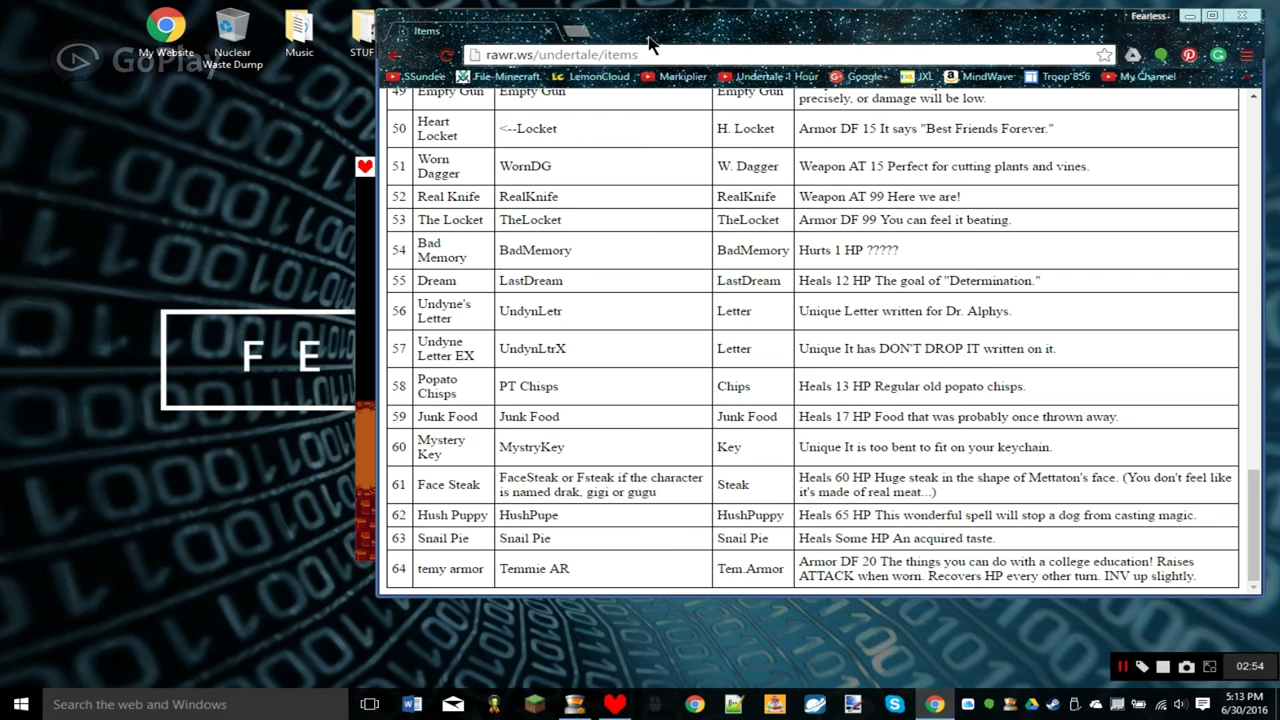 My Website
Nuclear Waste Dump
Music
STUF
GoPlay
Items
Fearless
rawr.ws/undertale/items
SSundee
File-Minecraft.
LemonCloud
Markiplier
Undertale 1 Hour
Google+
JXL
MindWave
Troop 856
My Channel
49 Empty Gun Empty Gun Empty Gun precisely, or damage will be low.
50 Heart Locket <--Locket H. Locket Armor DF 15 It says "Best Friends Forever."
51 Worn Dagger WornDG W. Dagger Weapon AT 15 Perfect for cutting plants and vines.
52 Real Knife RealKnife RealKnife Weapon AT 99 Here we are!
53 The Locket TheLocket TheLocket Armor DF 99 You can feel it beating.
54 Bad Memory BadMemory BadMemory Hurts 1 HP ?????
55 Dream LastDream LastDream Heals 12 HP The goal of "Determination."
56 Undyne's Letter UndynLetr Letter Unique Letter written for Dr. Alphys.
57 Undyne Letter EX UndynLtrX Letter Unique It has DON'T DROP IT written on it.
58 Popato Chisps PT Chisps Chips Heals 13 HP Regular old popato chisps.
59 Junk Food Junk Food Junk Food Heals 17 HP Food that was probably once thrown away.
60 Mystery Key MystryKey Key Unique It is too bent to fit on your keychain.
61 Face Steak FaceSteak or Fsteak if the character is named drak, gigi or gugu Steak Heals 60 HP Huge steak in the shape of Mettaton's face. (You don't feel like it's made of real meat...)
62 Hush Puppy HushPupe HushPuppy Heals 65 HP This wonderful spell will stop a dog from casting magic.
63 Snail Pie Snail Pie Snail Pie Heals Some HP An acquired taste.
64 temy armor Temmie AR Tem.Armor Armor DF 20 The things you can do with a college education! Raises ATTACK when worn. Recovers HP every other turn. INV up slightly.
F E
02:54
Search the web and Windows
5:13 PM
6/30/2016